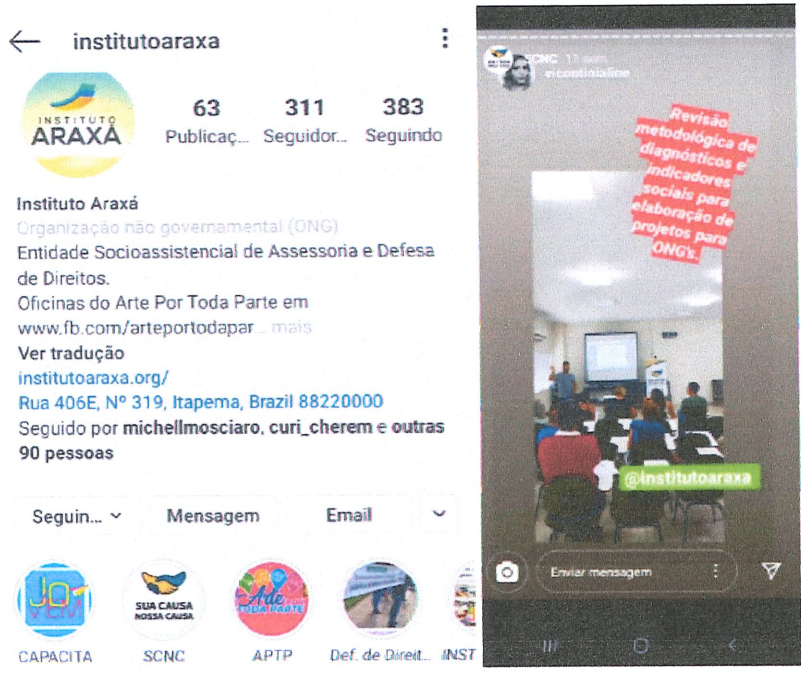 institutoaraxa
INSTITUTO
ARAXÁ
63
311
383
Publicaç...
Seguidor...
Seguindo
Instituto Araxá
Organização não governamental (ONG)
Entidade Socioassistencial de Assessoria e Defesa
de Direitos.
Oficinas do Arte Por Toda Parte em
www.fb.com/arteportodapar... mais
Ver tradução
institutoaraxa.org/
Rua 406E, Nº 319, Itapema, Brazil 88220000
Seguido por michellmosciaro, curi_cherem e outras
90 pessoas
Seguin...
Mensagem
Email
SUA CAUSA
NOSSA CAUSA
TODA PARTE
CAPACITA
SCNC
APTP
Def. de Direit...
INST
SCNC
Revisão
metodológica de
diagnósticos e
indicadores
sociais para
elaboração de
projetos para
ONG's.
@institutoaraxa
Enviar mensagem